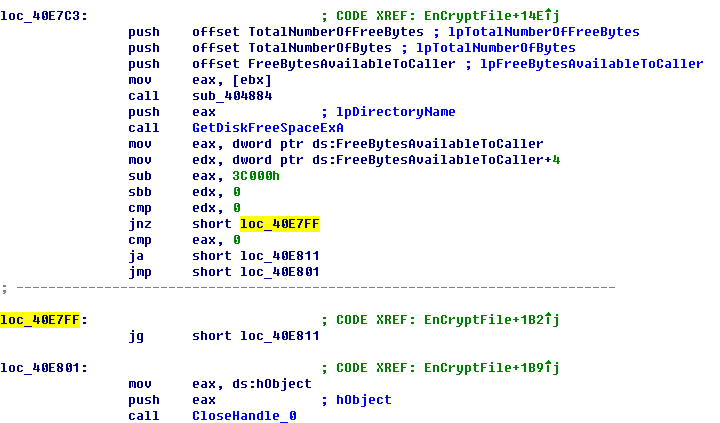 loc_40E7C3: ; CODE XREF: EnCryptFile+14E↑j
push offset TotalNumberOfFreeBytes ; lpTotalNumberOfFreeBytes
push offset TotalNumberOfBytes ; lpTotalNumberOfBytes
push offset FreeBytesAvailableToCaller ; lpFreeBytesAvailableToCaller
mov eax, [ebx]
call sub_404884
push eax ; lpDirectoryName
call GetDiskFreeSpaceExA
mov eax, dword ptr ds:FreeBytesAvailableToCaller
mov edx, dword ptr ds:FreeBytesAvailableToCaller+4
sub eax, 3C000h
sbb edx, 0
cmp edx, 0
jnz short loc_40E7FF
cmp eax, 0
ja short loc_40E811
jmp short loc_40E801
; ---------------------------------------------------------------------------
loc_40E7FF: ; CODE XREF: EnCryptFile+1B2↑j
jg short loc_40E811
loc_40E801: ; CODE XREF: EnCryptFile+1B9↑j
mov eax, ds:hObject
push eax ; hObject
call CloseHandle_0